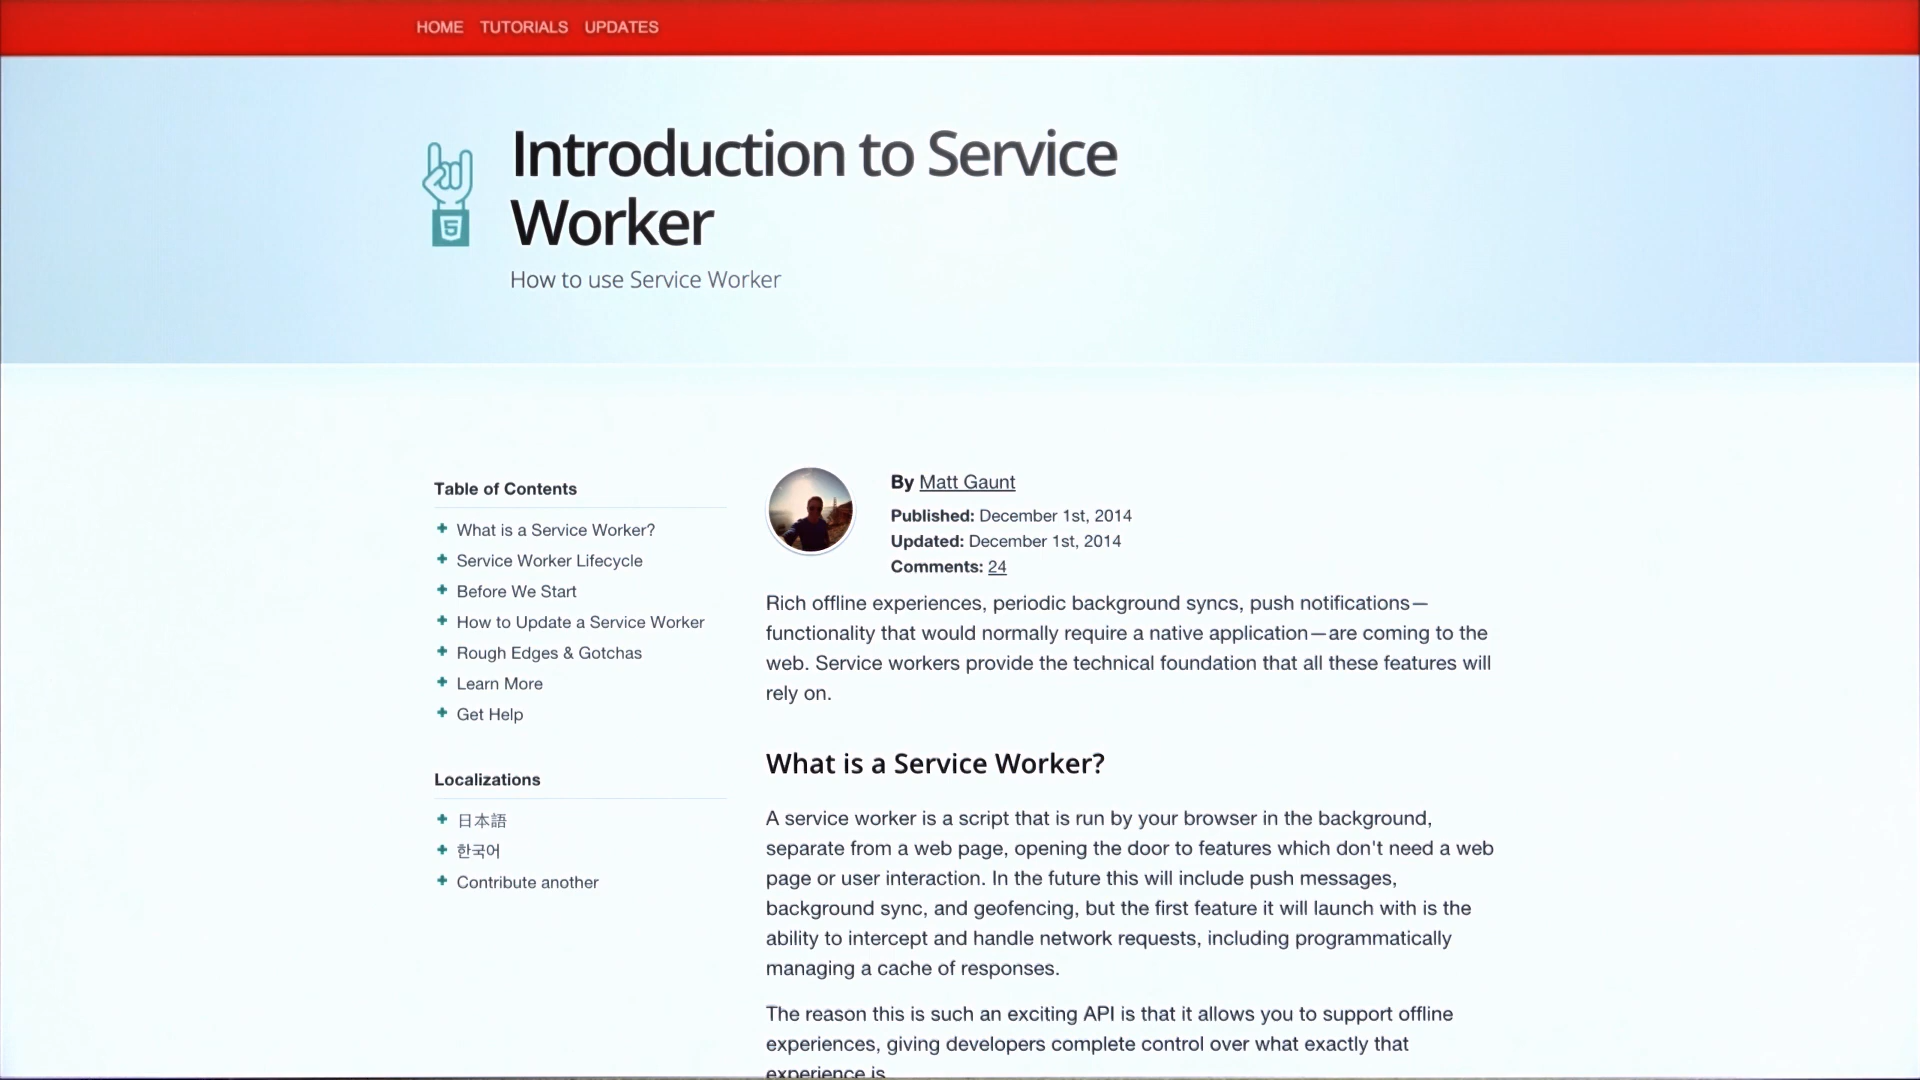 HOME TUTORIALS UPDATES
Introduction to Service
Worker
How to use Service Worker
Table of Contents
What is a Service Worker?
Service Worker Lifecycle
Before We Start
How to Update a Service Worker
Rough Edges & Gotchas
Learn More
Get Help
Localizations
日本語
한국어
Contribute another
By Matt Gaunt
Published: December 1st, 2014
Updated: December 1st, 2014
Comments: 24
Rich offline experiences, periodic background syncs, push notifications—
functionality that would normally require a native application—are coming to the
web. Service workers provide the technical foundation that all these features will
rely on.
What is a Service Worker?
A service worker is a script that is run by your browser in the background,
separate from a web page, opening the door to features which don't need a web
page or user interaction. In the future this will include push messages,
background sync, and geofencing, but the first feature it will launch with is the
ability to intercept and handle network requests, including programmatically
managing a cache of responses.
The reason this is such an exciting API is that it allows you to support offline
experiences, giving developers complete control over what exactly that
experience is.